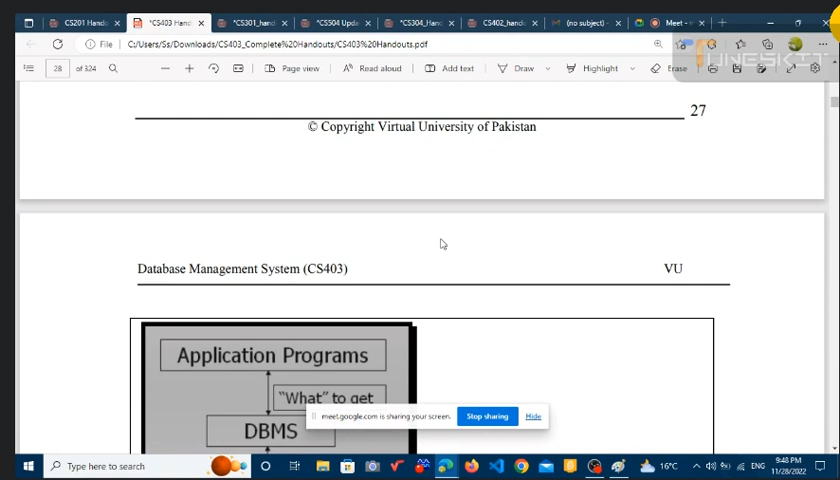 CS201 Hando
*CS403 Hand
*CS301_hand
*CS504 Upda
*CS304_Hand
CS402_hand
(no subject) -
Meet -
C:/Users/Ss/Downloads/CS403_Complete%20Handouts/CS403%20Handouts.pdf
File
28 of 324
Page view
Read aloud
Add text
Draw
Highlight
Erase
TUNESKIT
27
© Copyright Virtual University of Pakistan
Database Management System (CS403)
VU
Application Programs
"What" to get
DBMS
meet.google.com is sharing your screen.
Stop sharing
Hide
Type here to search
16°C
ENG
9:48 PM
11/28/2022